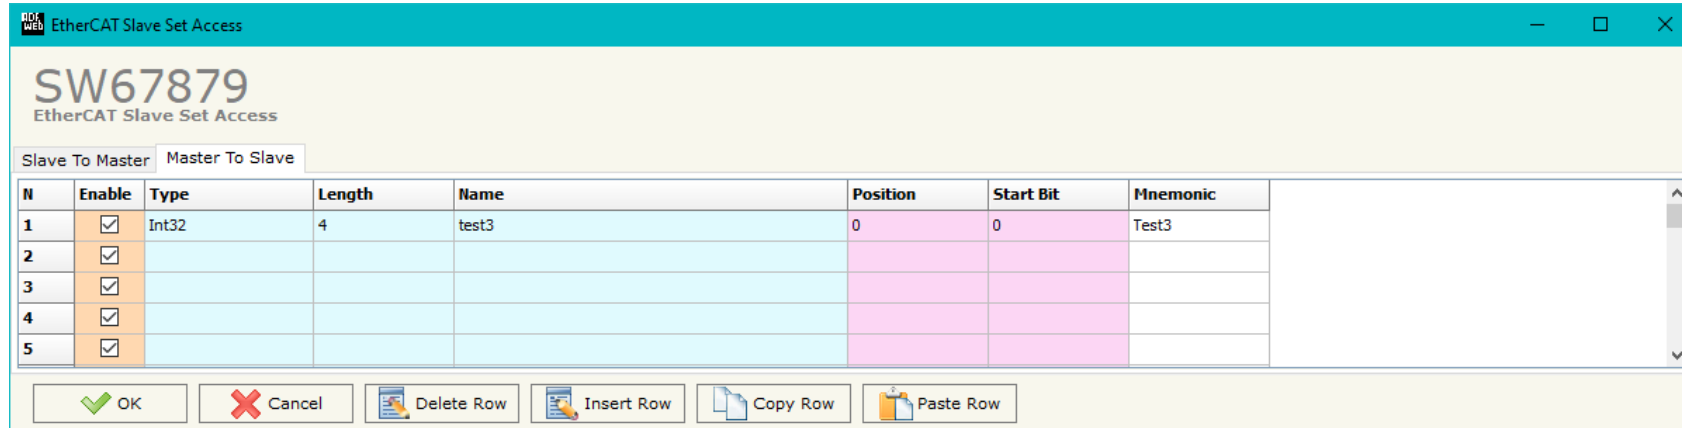 ADF WEB EtherCAT Slave Set Access
SW67879
EtherCAT Slave Set Access
Slave To Master Master To Slave
N Enable Type Length Name Position Start Bit Mnemonic
1 Int32 4 test3 0 0 Test3
2
3
4
5
OK Cancel Delete Row Insert Row Copy Row Paste Row